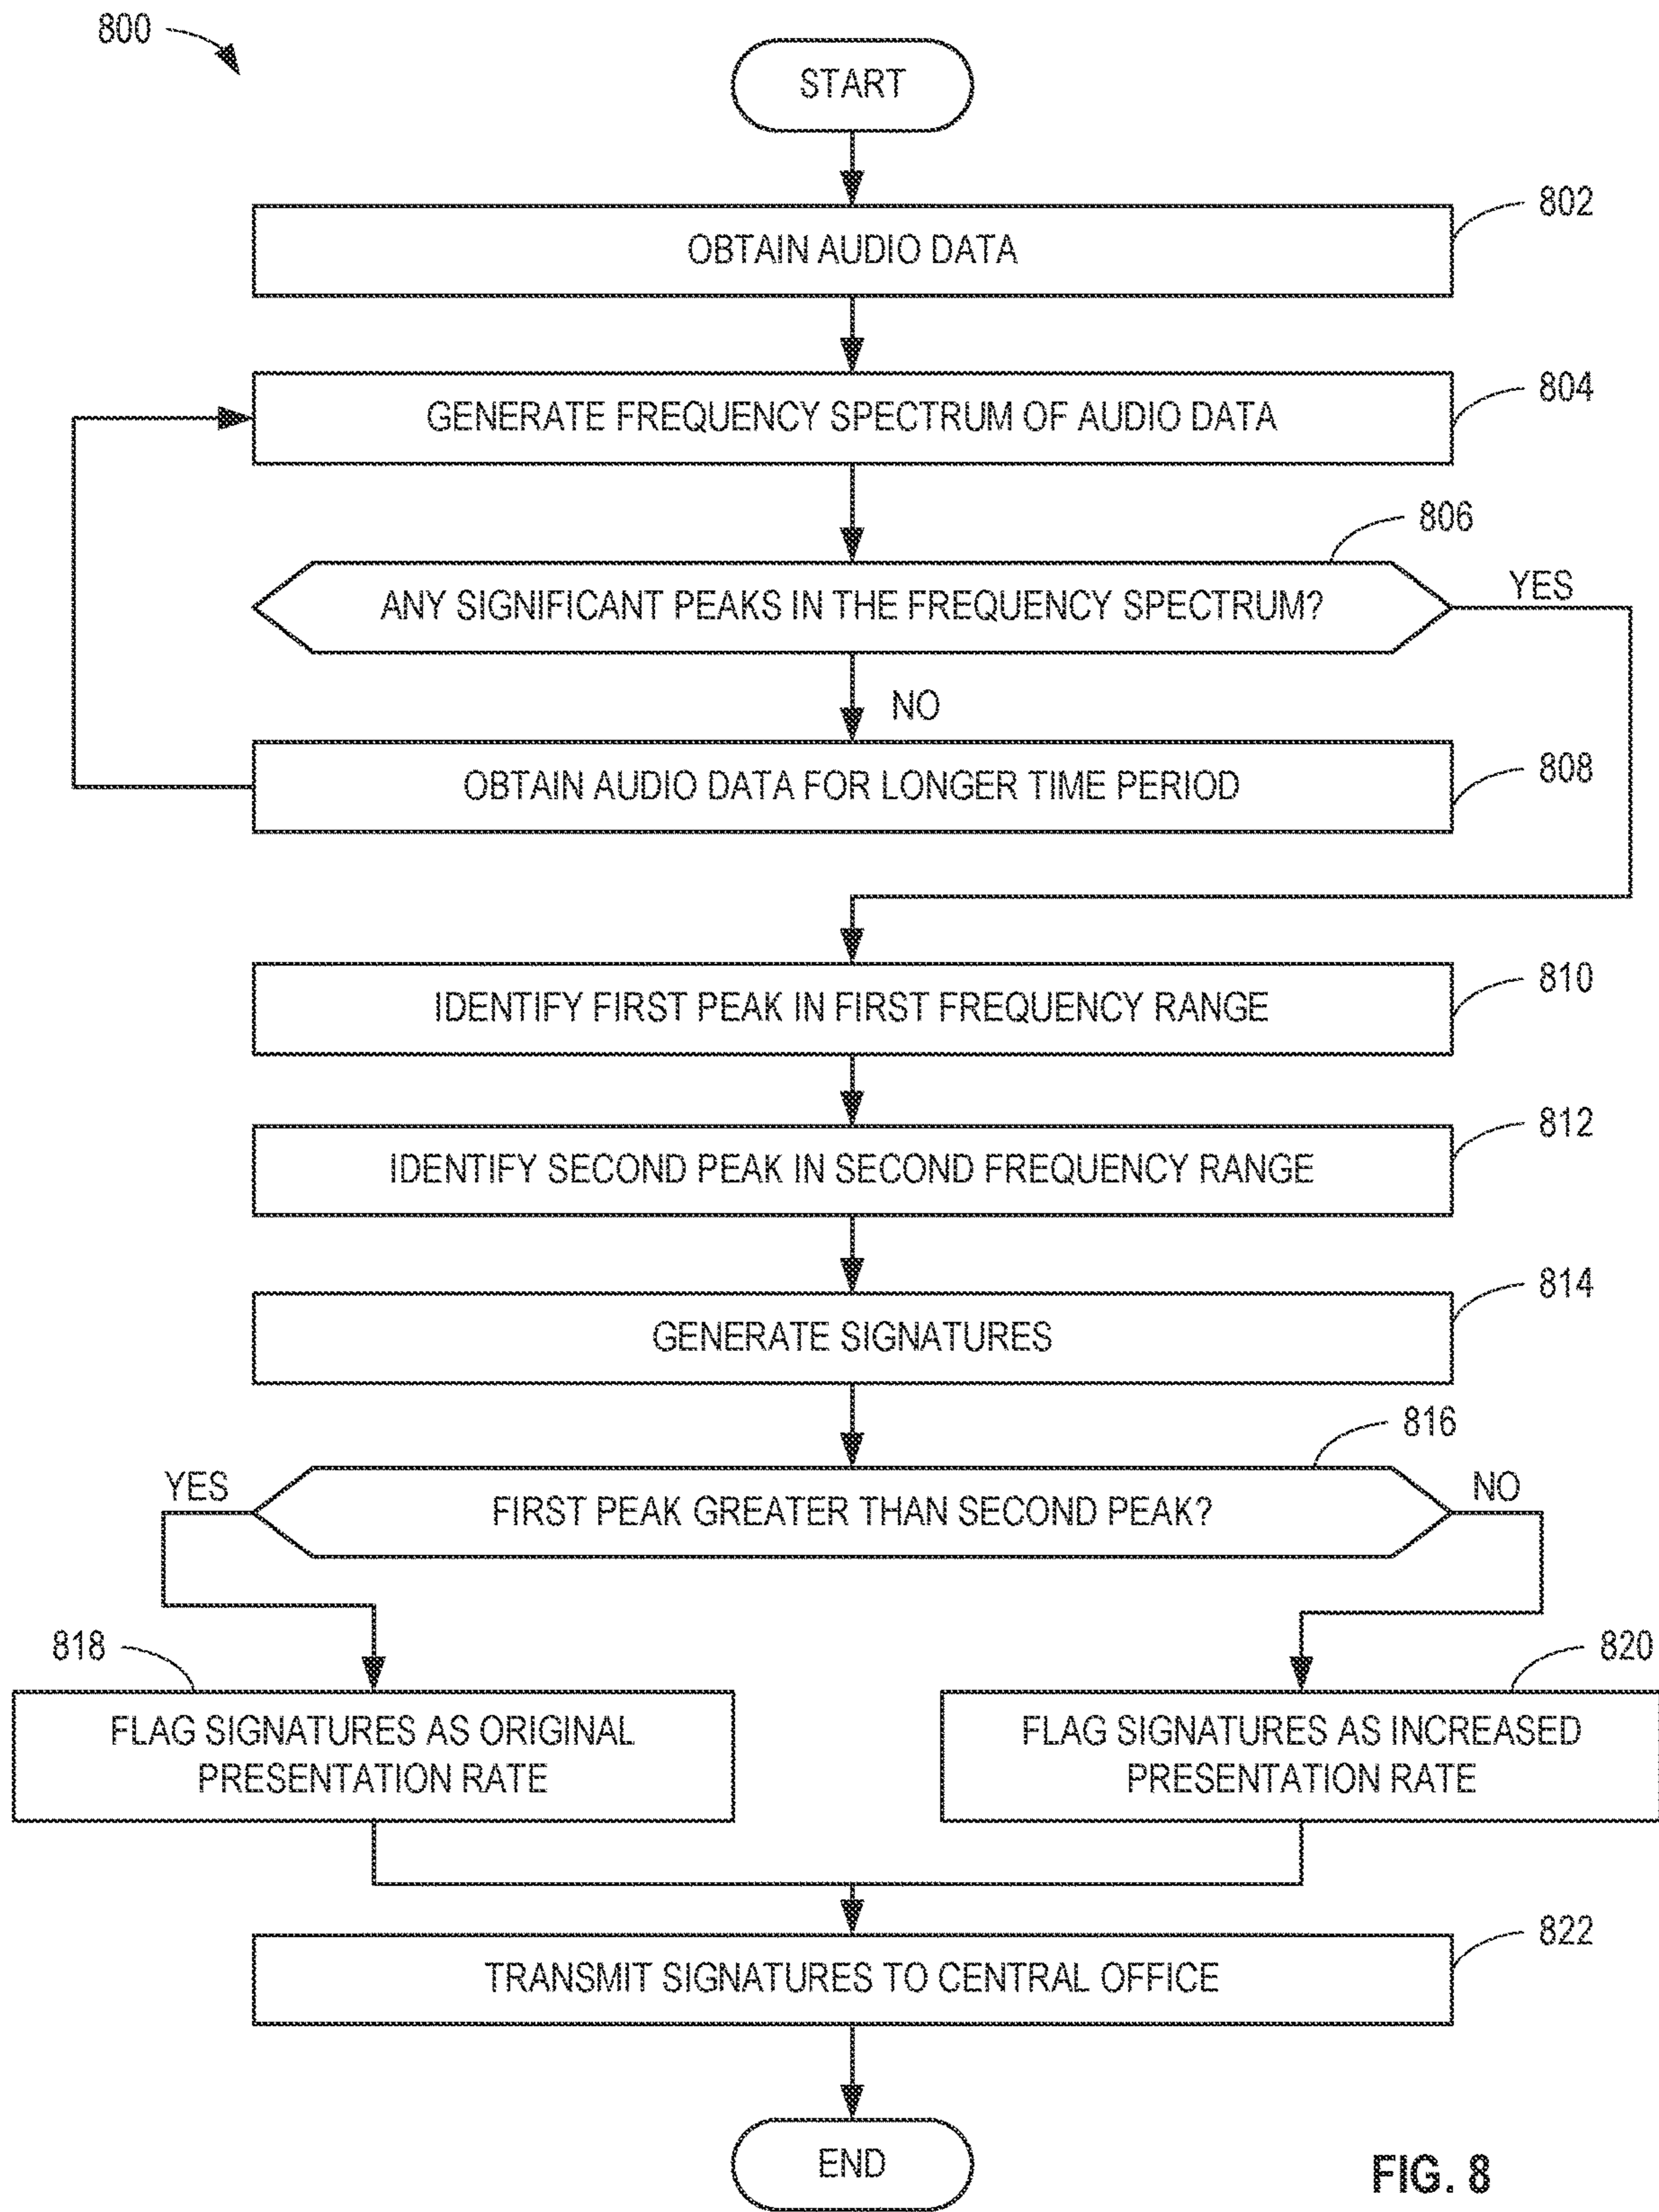 800
START
802
OBTAIN AUDIO DATA
804
GENERATE FREQUENCY SPECTRUM OF AUDIO DATA
806
ANY SIGNIFICANT PEAKS IN THE FREQUENCY SPECTRUM?
YES
NO
OBTAIN AUDIO DATA FOR LONGER TIME PERIOD
808
810
IDENTIFY FIRST PEAK IN FIRST FREQUENCY RANGE
812
IDENTIFY SECOND PEAK IN SECOND FREQUENCY RANGE
814
GENERATE SIGNATURES
816
YES
FIRST PEAK GREATER THAN SECOND PEAK?
NO
818
820
FLAG SIGNATURES AS ORIGINAL
PRESENTATION RATE
FLAG SIGNATURES AS INCREASED
PRESENTATION RATE
822
TRANSMIT SIGNATURES TO CENTRAL OFFICE
END
FIG. 8